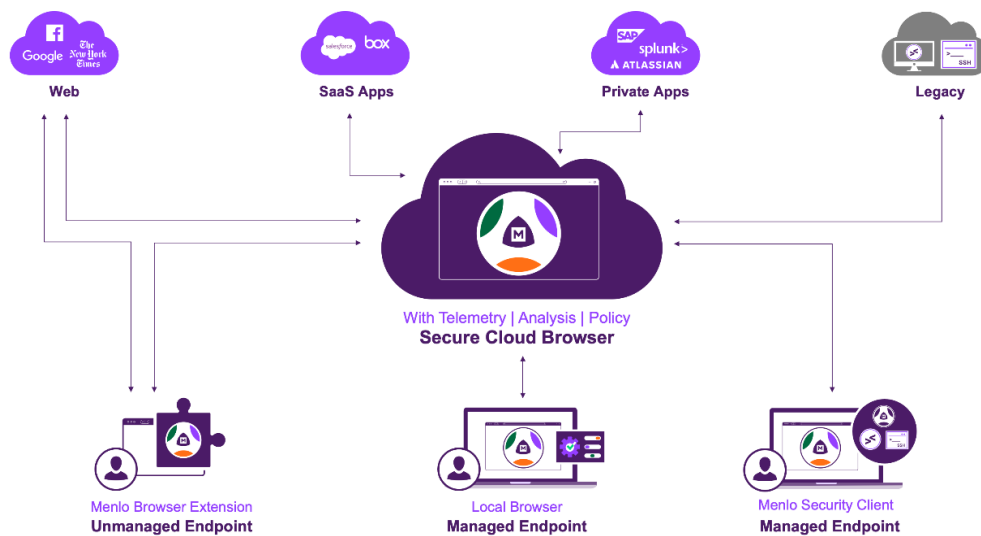 Google
The
New York
Times
Web
salesforce
box
SaaS Apps
SAP
splunk>
ATLASSIAN
Private Apps
>_
SSH
Legacy
M
With Telemetry | Analysis | Policy
Secure Cloud Browser
M
Menlo Browser Extension
Unmanaged Endpoint
M
Local Browser
Managed Endpoint
M
SSH
Menlo Security Client
Managed Endpoint